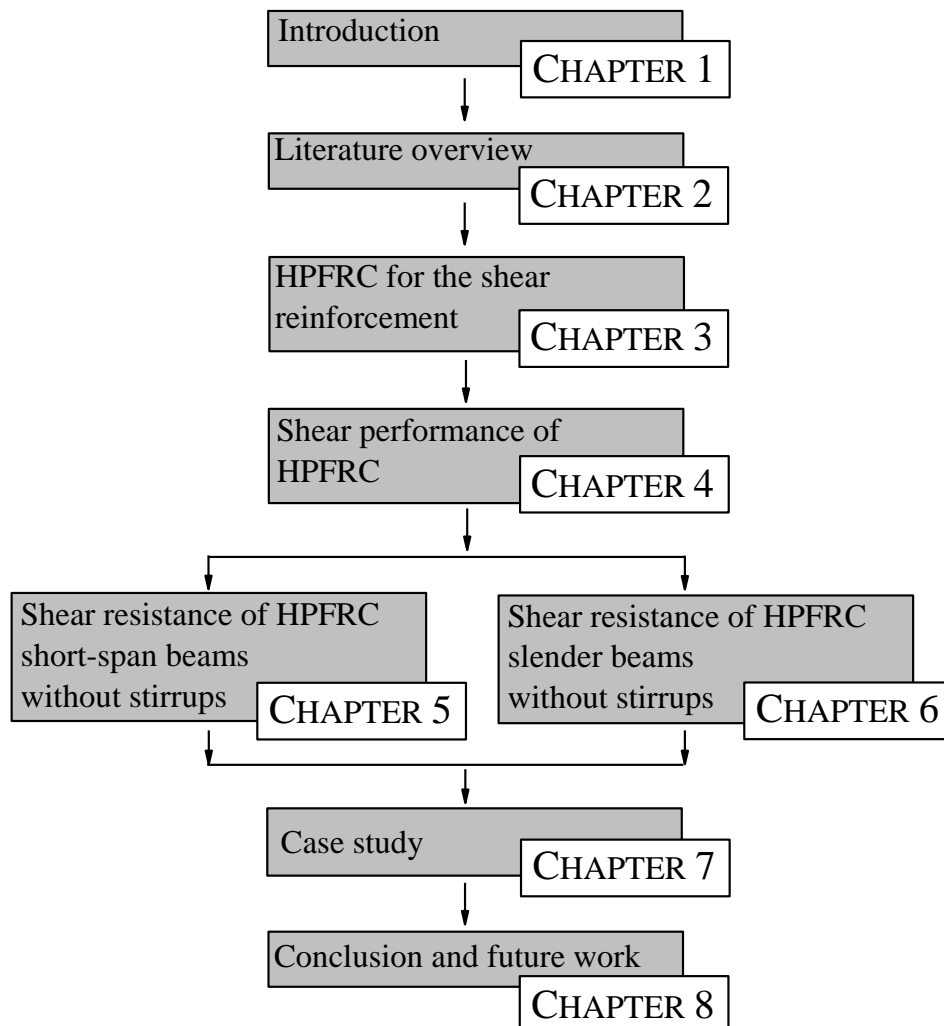 Introduction
CHAPTER 1
Literature overview
CHAPTER 2
HPFRC for the shear
reinforcement
CHAPTER 3
Shear performance of
HPFRC
CHAPTER 4
Shear resistance of HPFRC
short-span beams
without stirrups
CHAPTER 5
Shear resistance of HPFRC
slender beams
without stirrups
CHAPTER 6
Case study
CHAPTER 7
Conclusion and future work
CHAPTER 8